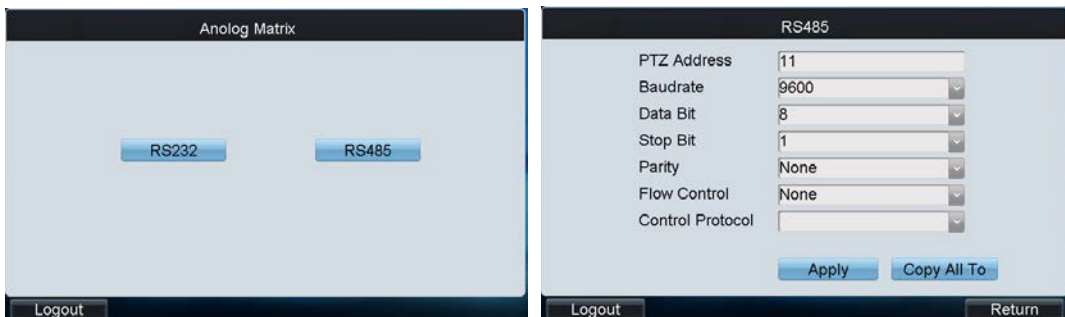 Anolog Matrix
RS232 RS485
Logout
RS485
PTZ Address 11
Baudrate 9600
Data Bit 8
Stop Bit 1
Parity None
Flow Control None
Control Protocol
Apply Copy All To
Logout Return